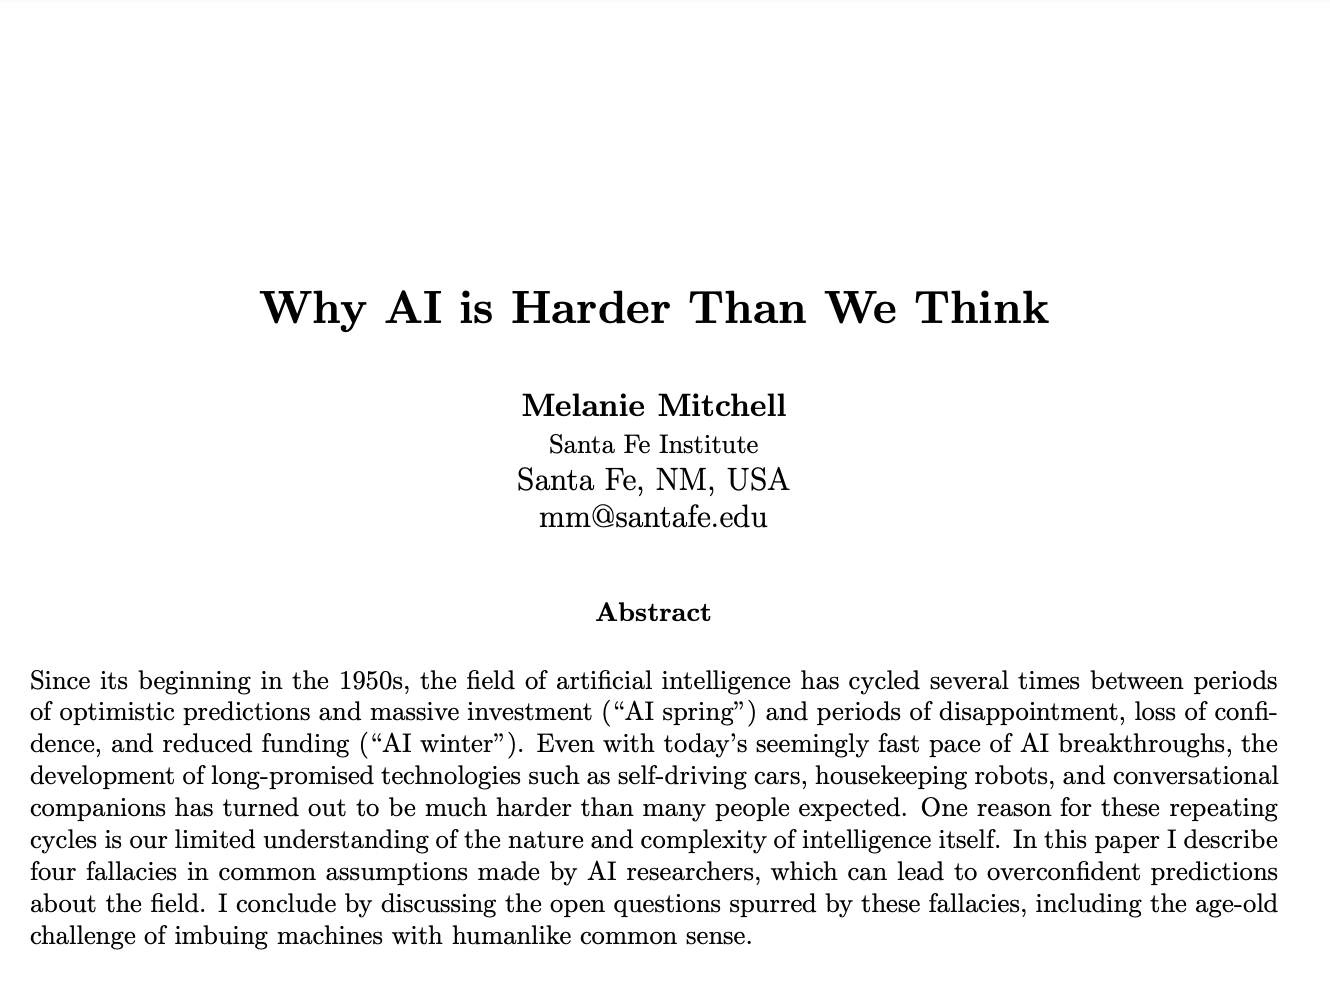 Why AI is Harder Than We Think
Melanie Mitchell
Santa Fe Institute
Santa Fe, NM, USA
mm@santafe.edu
Abstract
Since its beginning in the 1950s, the field of artificial intelligence has cycled several times between periods
of optimistic predictions and massive investment (“AI spring”) and periods of disappointment, loss of confi-
dence, and reduced funding (“AI winter”). Even with today’s seemingly fast pace of AI breakthroughs, the
development of long-promised technologies such as self-driving cars, housekeeping robots, and conversational
companions has turned out to be much harder than many people expected. One reason for these repeating
cycles is our limited understanding of the nature and complexity of intelligence itself. In this paper I describe
four fallacies in common assumptions made by AI researchers, which can lead to overconfident predictions
about the field. I conclude by discussing the open questions spurred by these fallacies, including the age-old
challenge of imbuing machines with humanlike common sense.